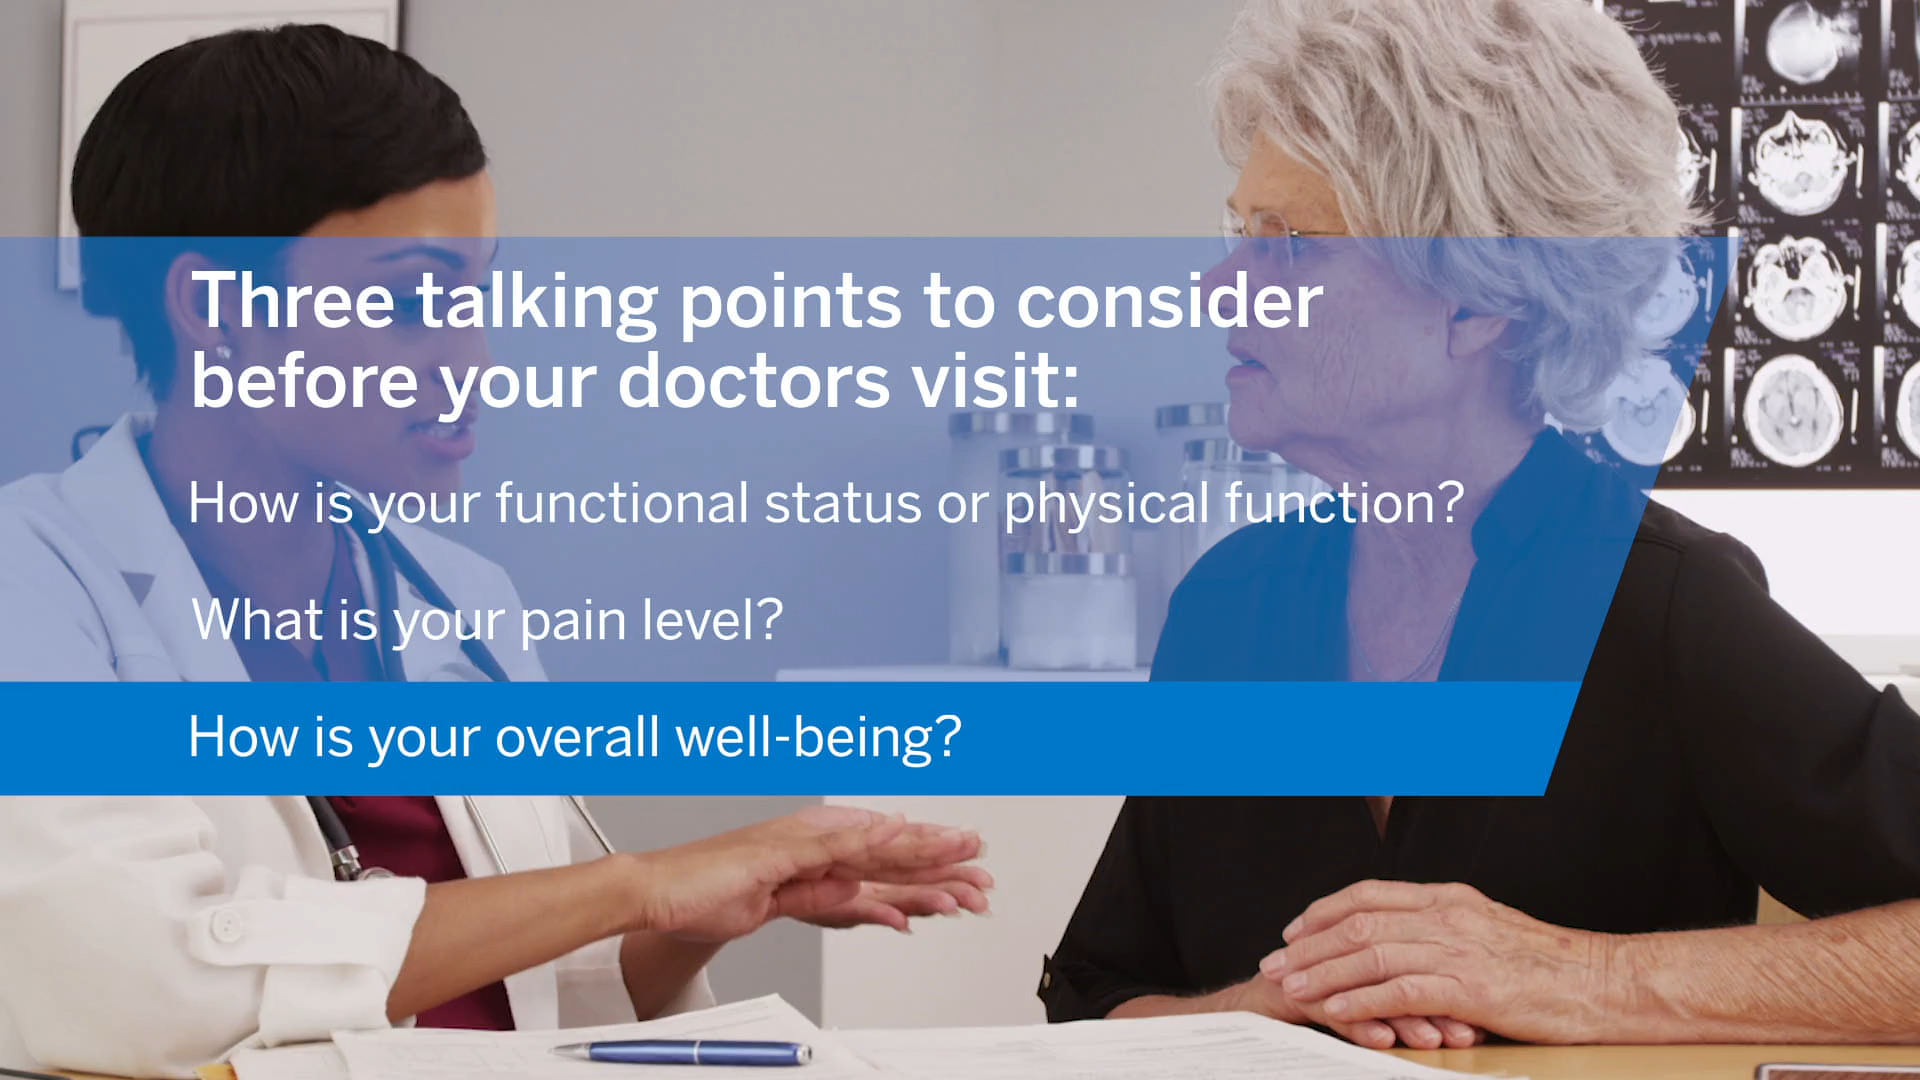 Three talking points to consider
before your doctors visit:
How is your functional status or physical function?
What is your pain level?
How is your overall well-being?